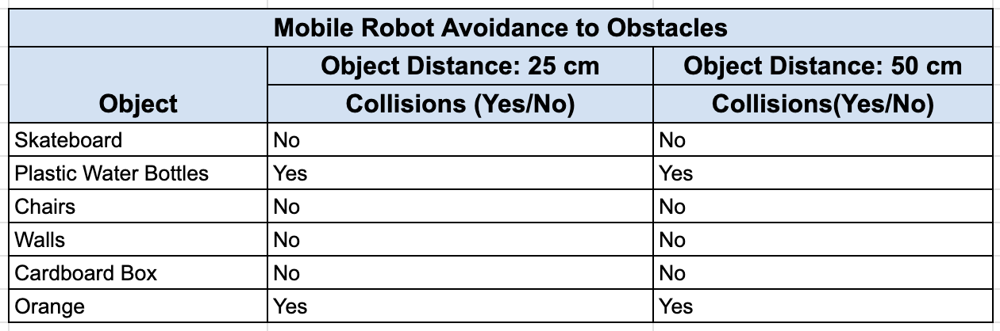 Mobile Robot Avoidance to Obstacles
Object Distance: 25 cm Object Distance: 50 cm
Object Collisions (Yes/No) Collisions(Yes/No)
Skateboard No No
Plastic Water Bottles Yes Yes
Chairs No No
Walls No No
Cardboard Box No No
Orange Yes Yes